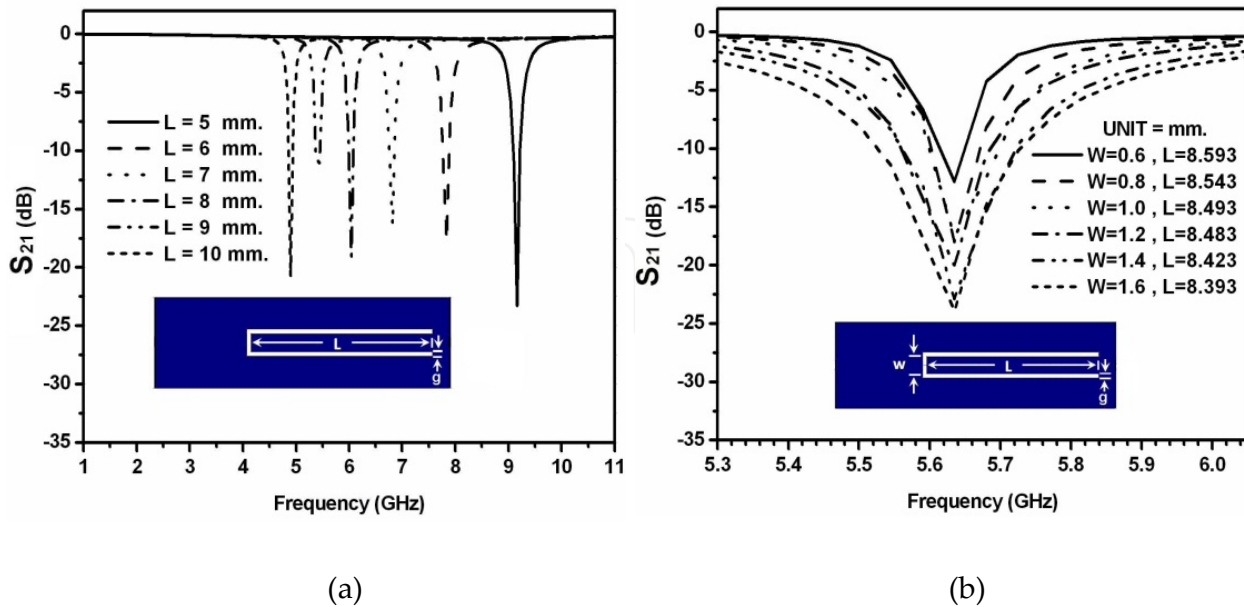 0
-5
-10
-15
-20
-25
-30
-35
S21 (dB)
L = 5 mm.
L = 6 mm.
L = 7 mm.
L = 8 mm.
L = 9 mm.
L = 10 mm.
L
g
1 2 3 4 5 6 7 8 9 10 11
Frequency (GHz)
(a)
0
-5
-10
-15
-20
-25
-30
-35
S21 (dB)
UNIT = mm.
W=0.6 , L=8.593
W=0.8 , L=8.543
W=1.0 , L=8.493
W=1.2 , L=8.483
W=1.4 , L=8.423
W=1.6 , L=8.393
w
L
g
5.3 5.4 5.5 5.6 5.7 5.8 5.9 6.0
Frequency (GHz)
(b)